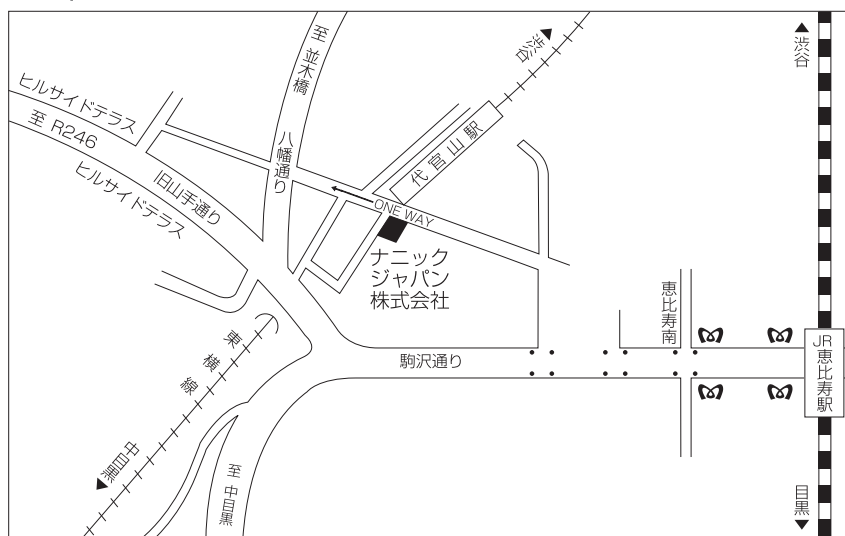 至 並木橋
渋谷
渋谷
ヒルサイドテラス
至 R246
ヒルサイドテラス
旧山手通り
八幡通り
代官山駅
ONE WAY
ナニック
ジャパン
株式会社
恵比寿南
東横線
駒沢通り
JR恵比寿駅
中目黒
至 中目黒
目黒